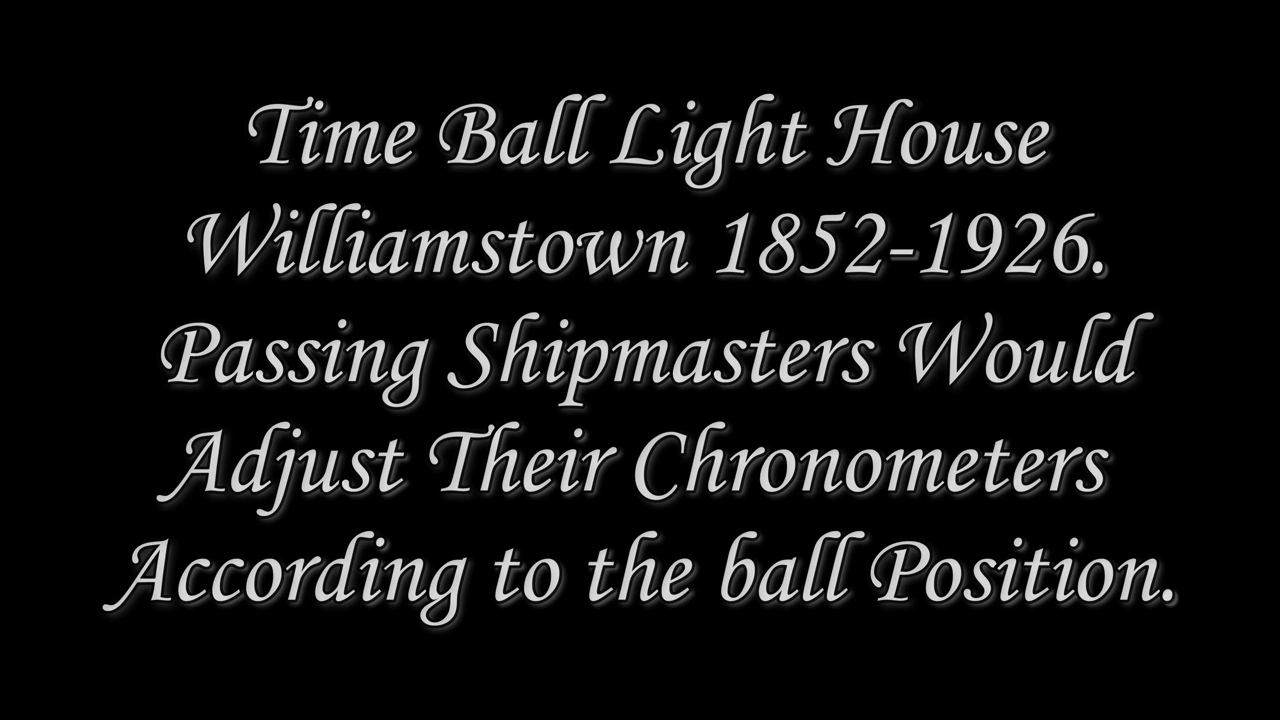 Time Ball Light House
Williamstown 1852-1926.
Passing Shipmasters Would
Adjust Their Chronometers
According to the ball Position.